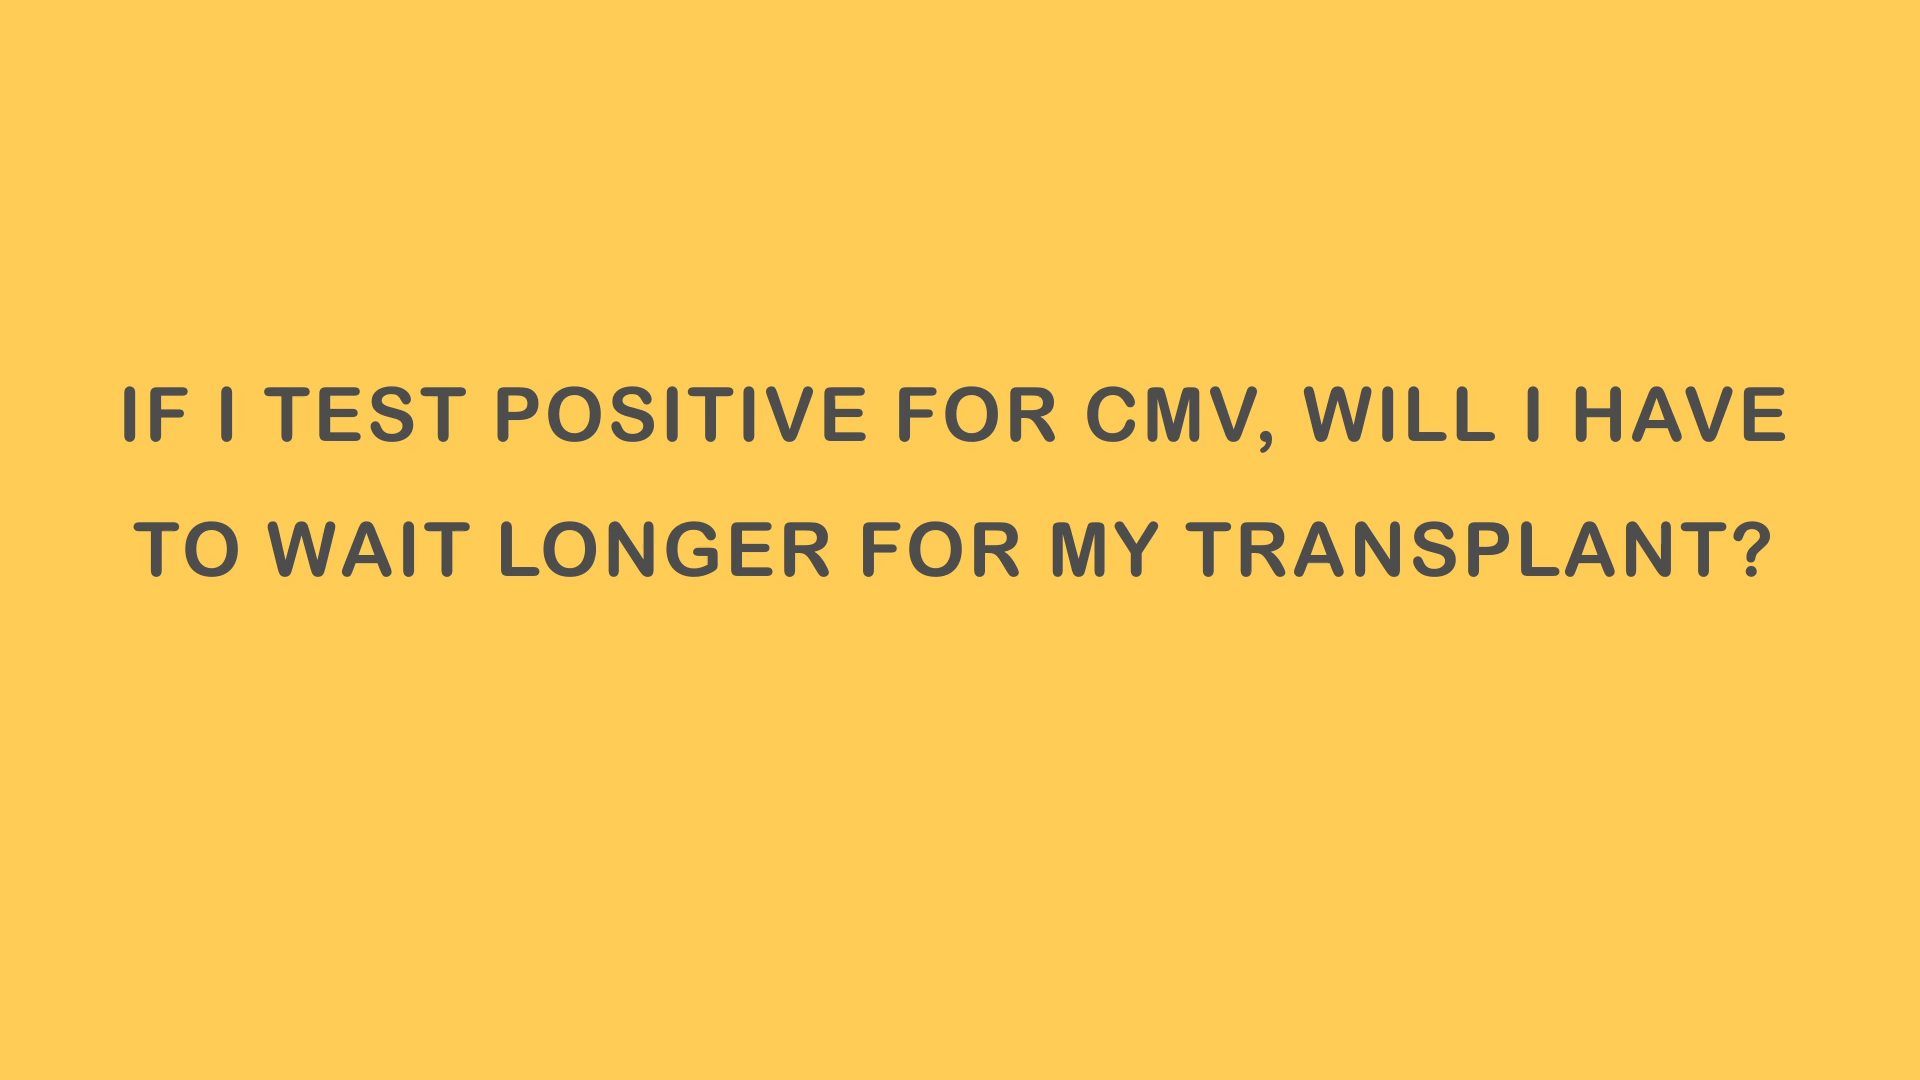 IF I TEST POSITIVE FOR CMV, WILL I HAVE
TO WAIT LONGER FOR MY TRANSPLANT?